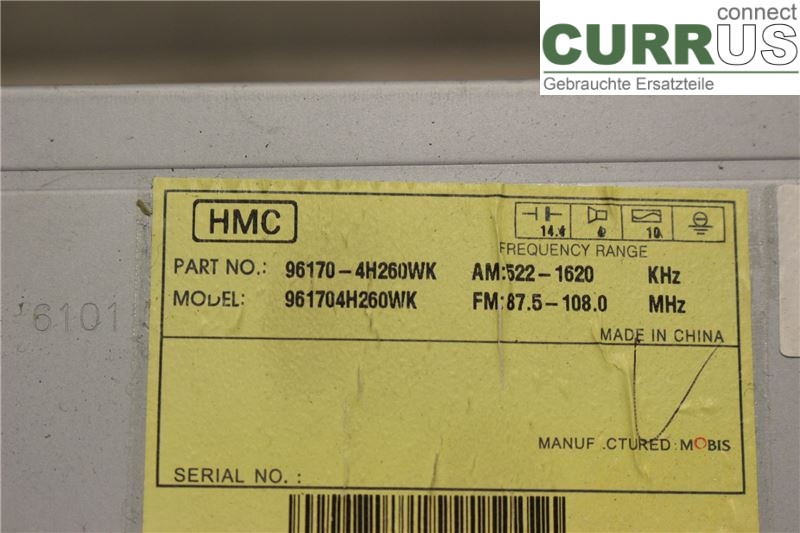 connect
CURRUS
Gebrauchte Ersatzteile
HMC
14.4 10
FREQUENCY RANGE
PART NO.: 96170-4H260WK AM:522-1620 KHz
MODEL: 961704H260WK FM:87.5-108.0 MHz
MADE IN CHINA
6101
MANUF CTURED:MOBIS
SERIAL NO.: